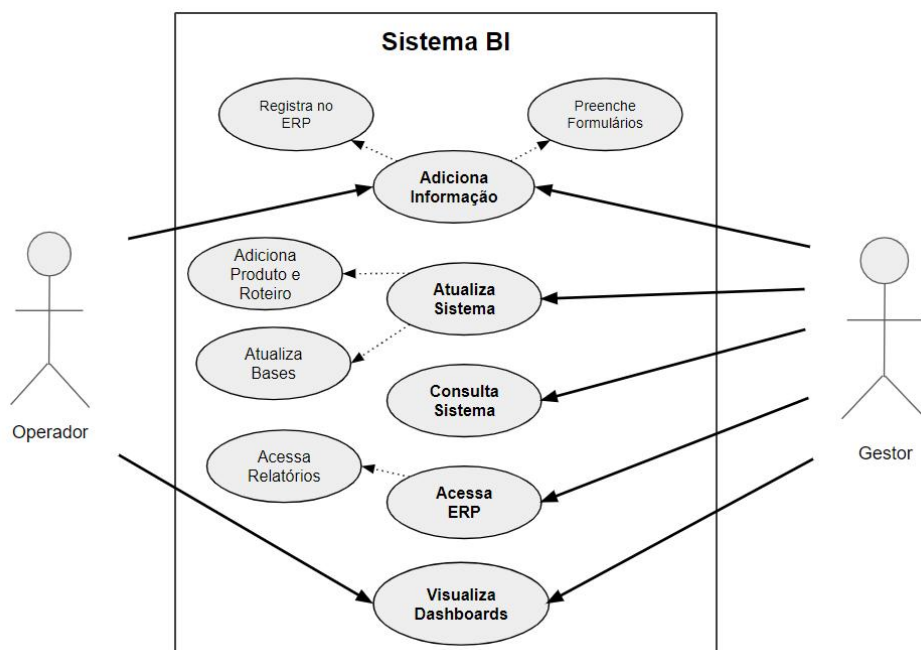 Sistema BI
Registra no
ERP
Preenche
Formulários
Adiciona
Informação
Adiciona
Produto e
Roteiro
Atualiza
Sistema
Atualiza
Bases
Consulta
Sistema
Operador
Acessa
Relatórios
Gestor
Acessa
ERP
Visualiza
Dashboards